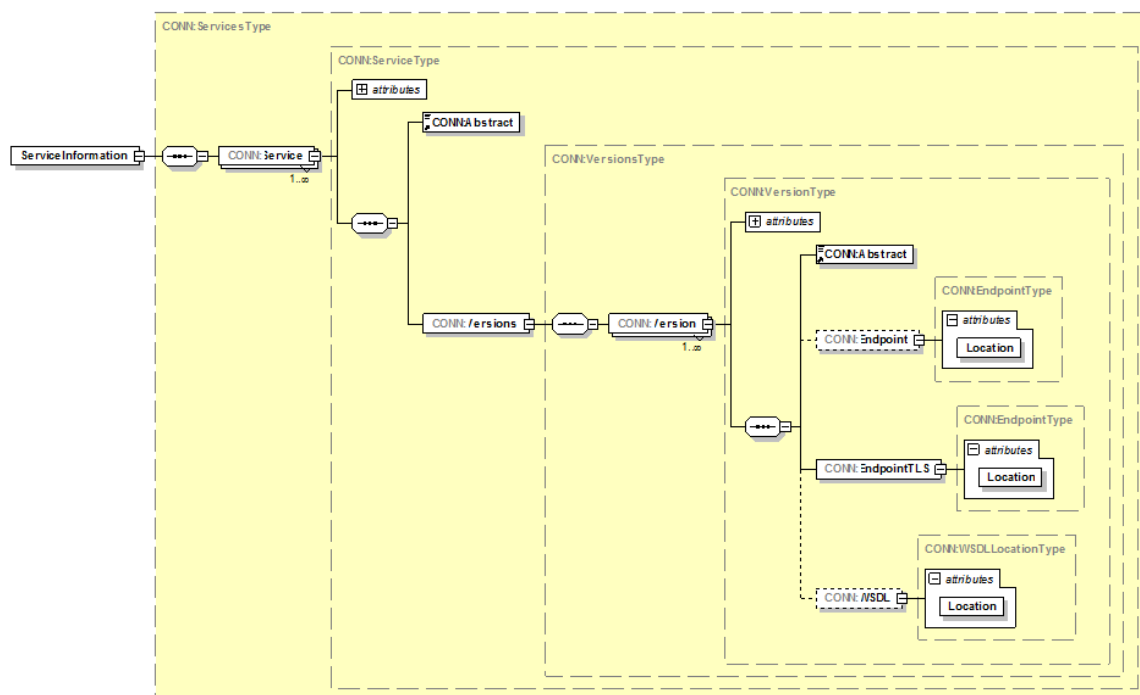 CONN:ServicesType
CONN:ServiceType
attributes
CONN:Abstract
ServiceInformation
CONN:Service
1..∞
CONN:VersionsType
CONN:VersionType
attributes
CONN:Abstract
CONN:EndpointType
attributes
CONN:Versions
CONN:Version
CONN:Endpoint
Location
1..∞
CONN:EndpointType
attributes
CONN:EndpointTLS
Location
CONN:WSDLLocationType
attributes
CONN:WSDL
Location